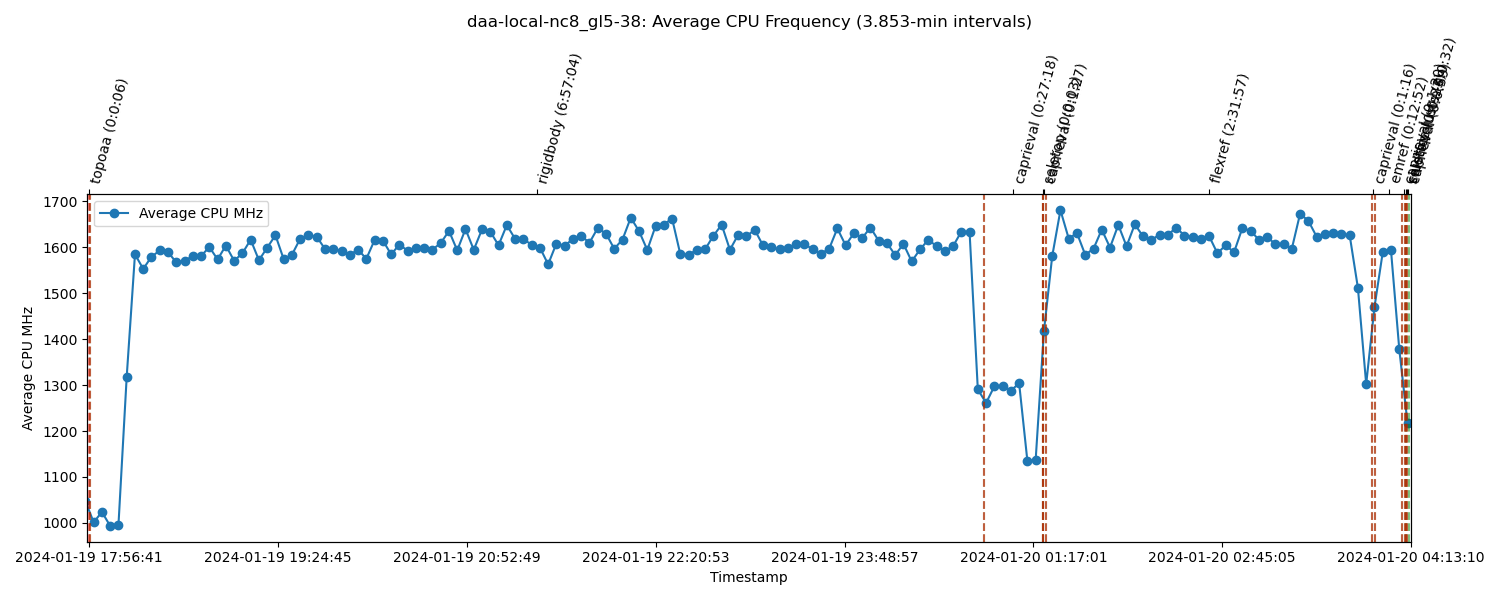 daa-local-nc8_gl5-38: Average CPU Frequency (3.853-min intervals)
topoaa (0:0:06)
rigidbody (6:57:04)
caprieval (0:27:18)
flexref (2:31:57)
caprieval (0:1:16)
emref (0:12:52)
Average CPU MHz
1700
1600
1500
1400
1300
1200
1100
1000
Average CPU MHz
2024-01-19 17:56:41
2024-01-19 19:24:45
2024-01-19 20:52:49
2024-01-19 22:20:53
2024-01-19 23:48:57
2024-01-20 01:17:01
2024-01-20 02:45:05
2024-01-20 04:13:10
Timestamp